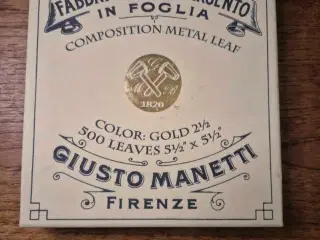 IN FOGLIA
COMPOSITION METAL LEAF
1820
COLOR: GOLD 2½
500 LEAVES 5½" x 5½"
GIUSTO MANETTI
FIRENZE